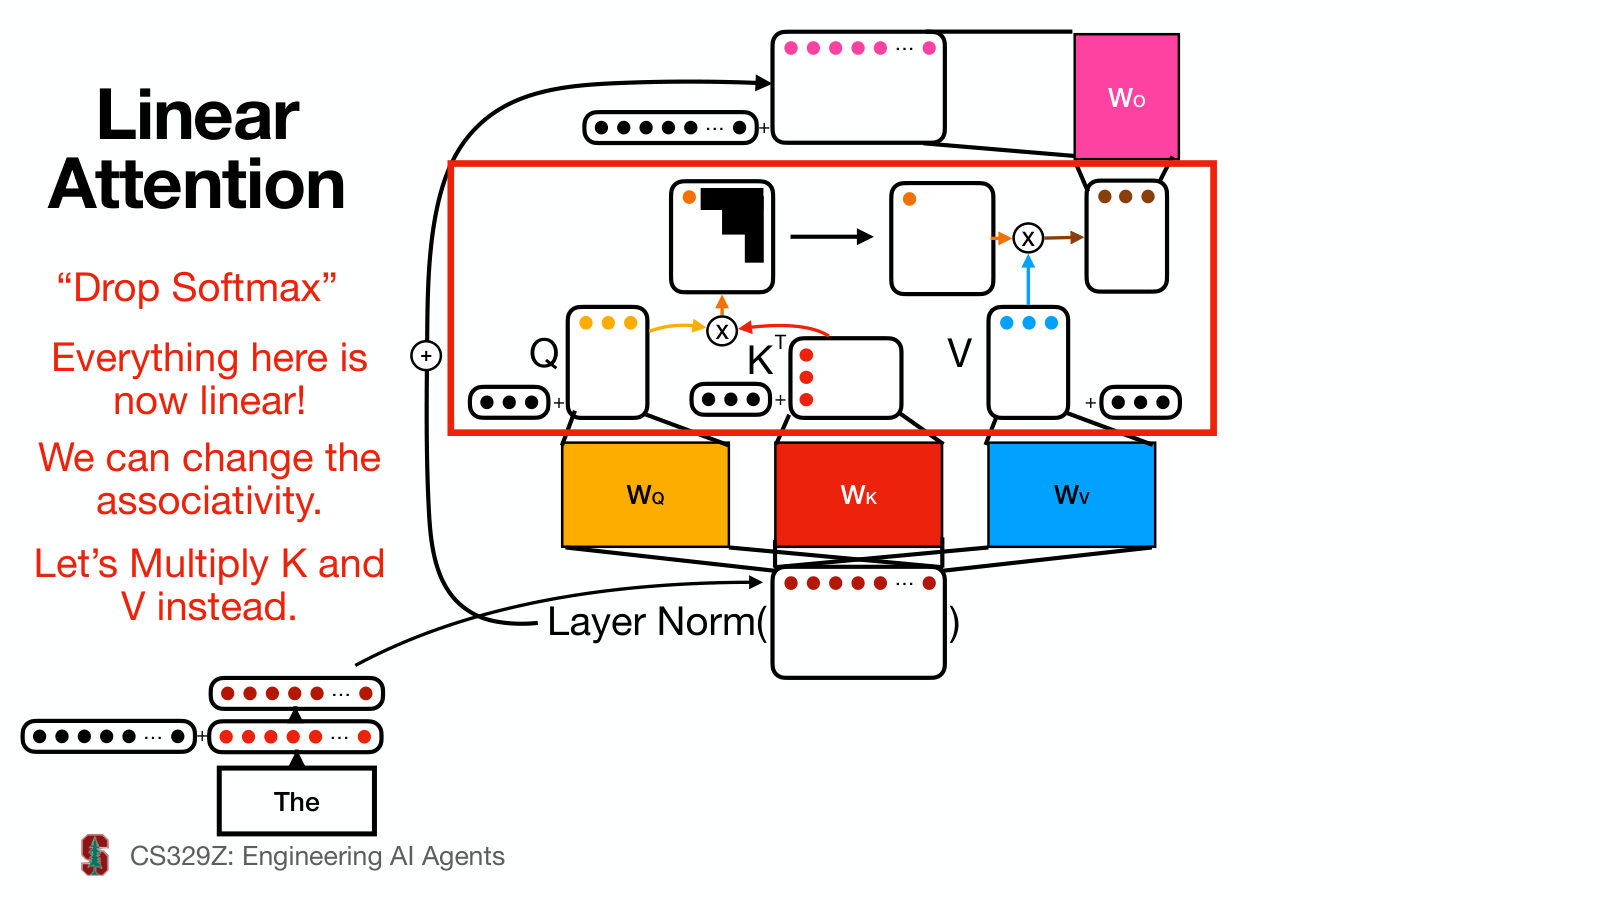 Linear
Attention
“Drop Softmax”
Everything here is
now linear!
We can change the
associativity.
Let’s Multiply K and
V instead.
... 
... +
WO
X
X
Q
KT
V
+
+
+
+
WQ
WK
WV
...
Layer Norm( )
...
... + ...
The
CS329Z: Engineering AI Agents